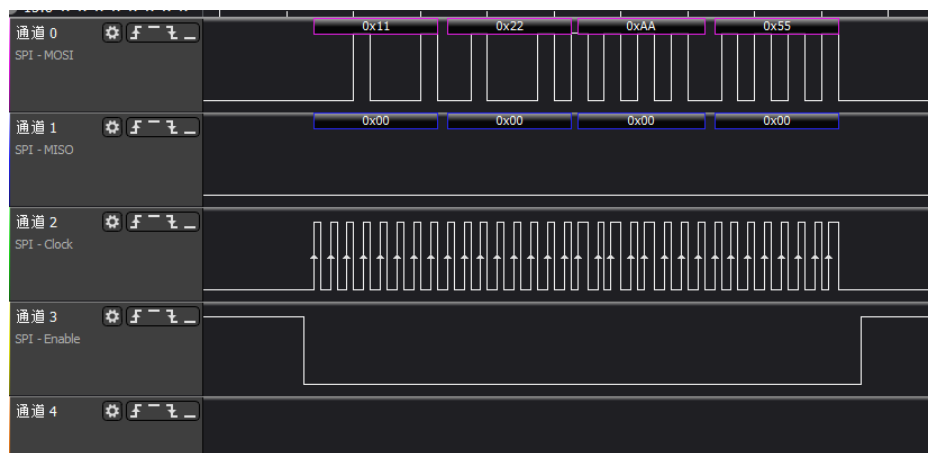 通道 0
SPI - MOSI
0x11 0x22 0xAA 0x55
通道 1
SPI - MISO
0x00 0x00 0x00 0x00
通道 2
SPI - Clock
通道 3
SPI - Enable
通道 4